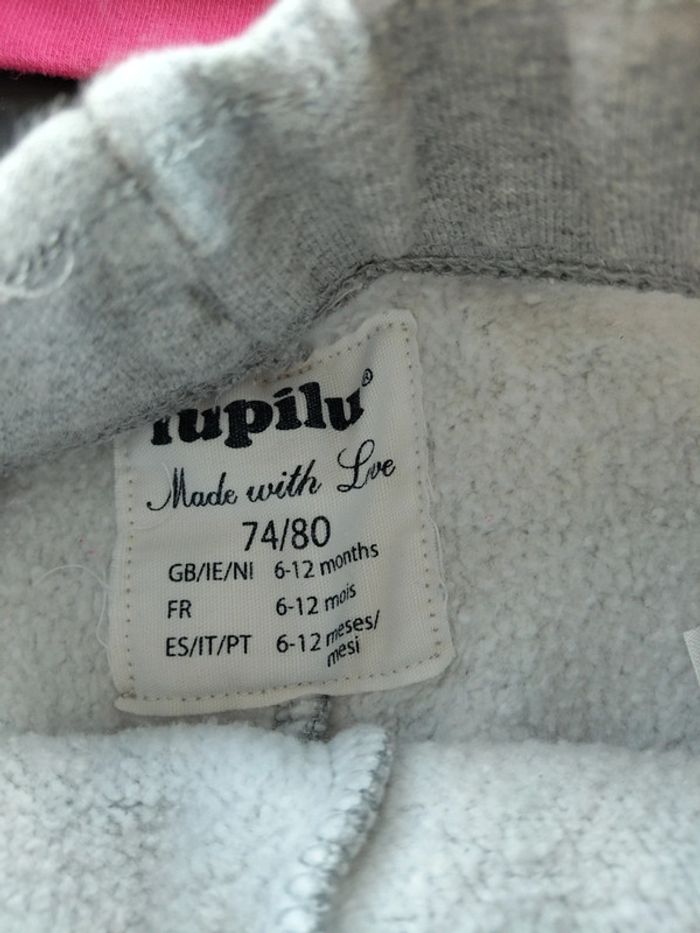 lupilu®
Made with Love
74/80
GB/IE/NI 6-12 months
FR 6-12 mois
ES/IT/PT 6-12 meses/
mesi